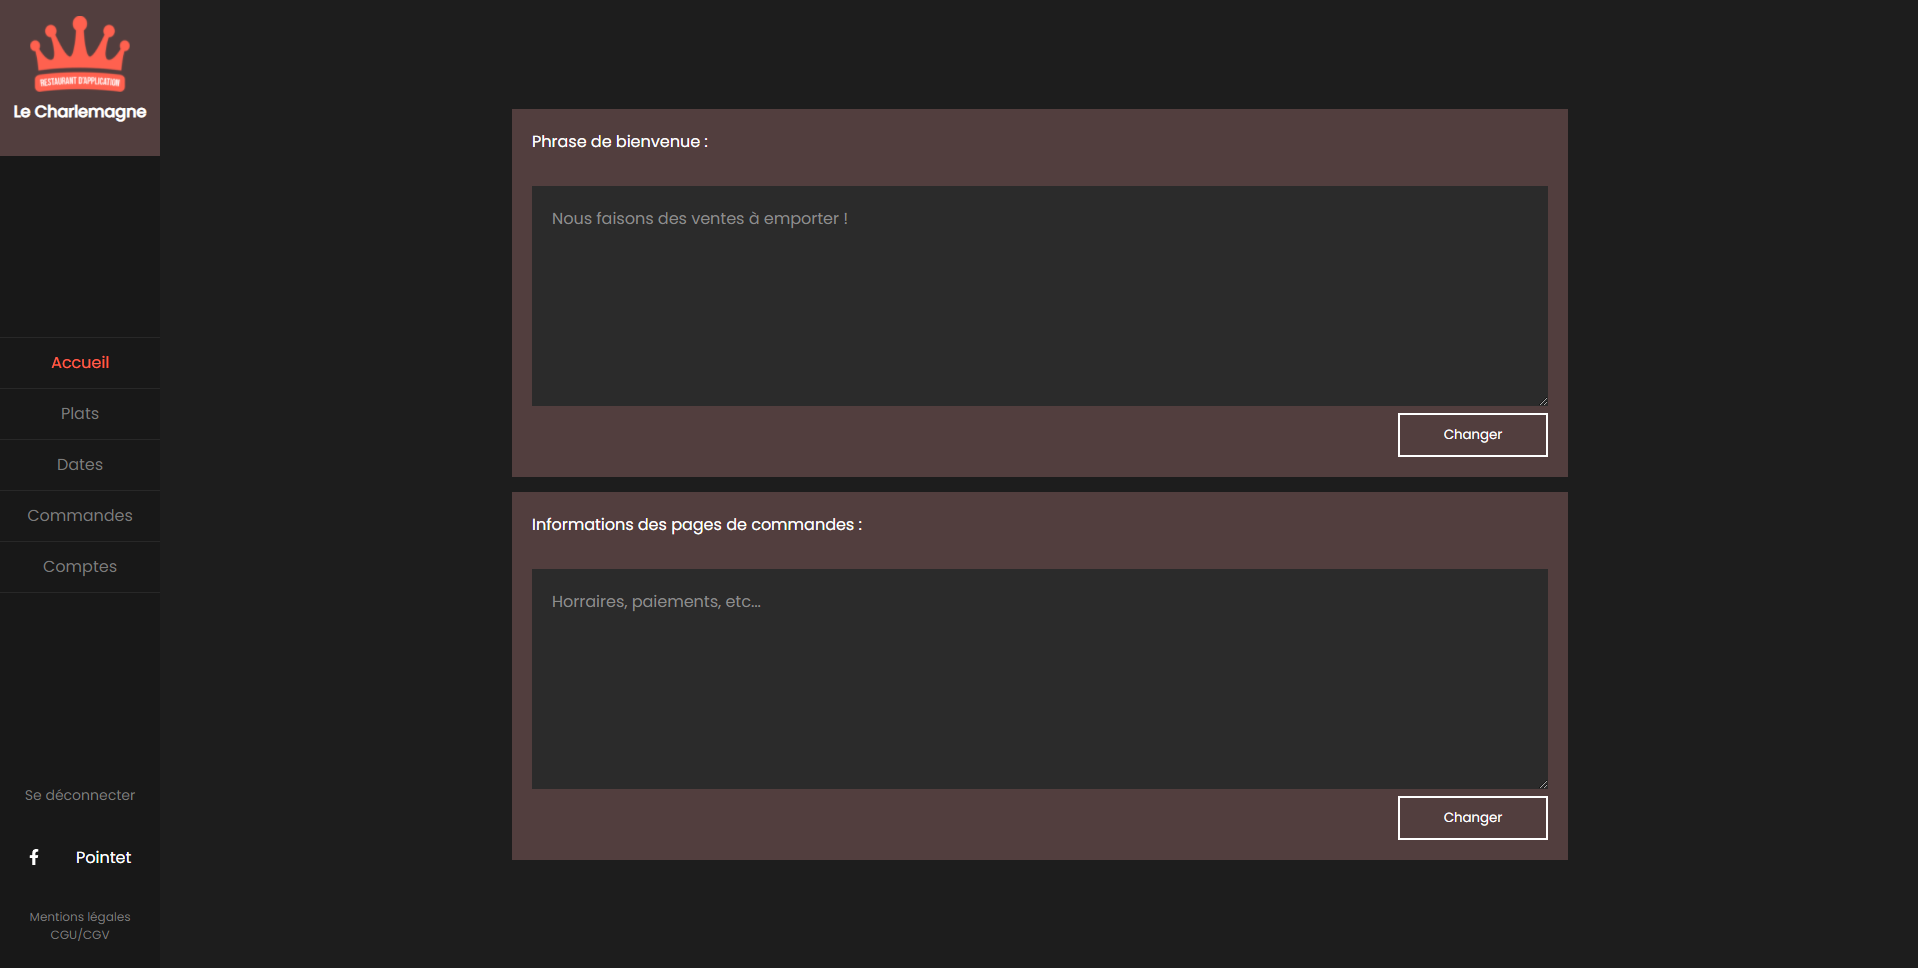 RESTAURANT D'APPLICATION
Le Charlemagne
Accueil
Plats
Dates
Commandes
Comptes
Se déconnecter
Pointet
Mentions légales
CGU/CGV
Phrase de bienvenue :
Nous faisons des ventes à emporter !
Changer
Informations des pages de commandes :
Horraires, paiements, etc...
Changer